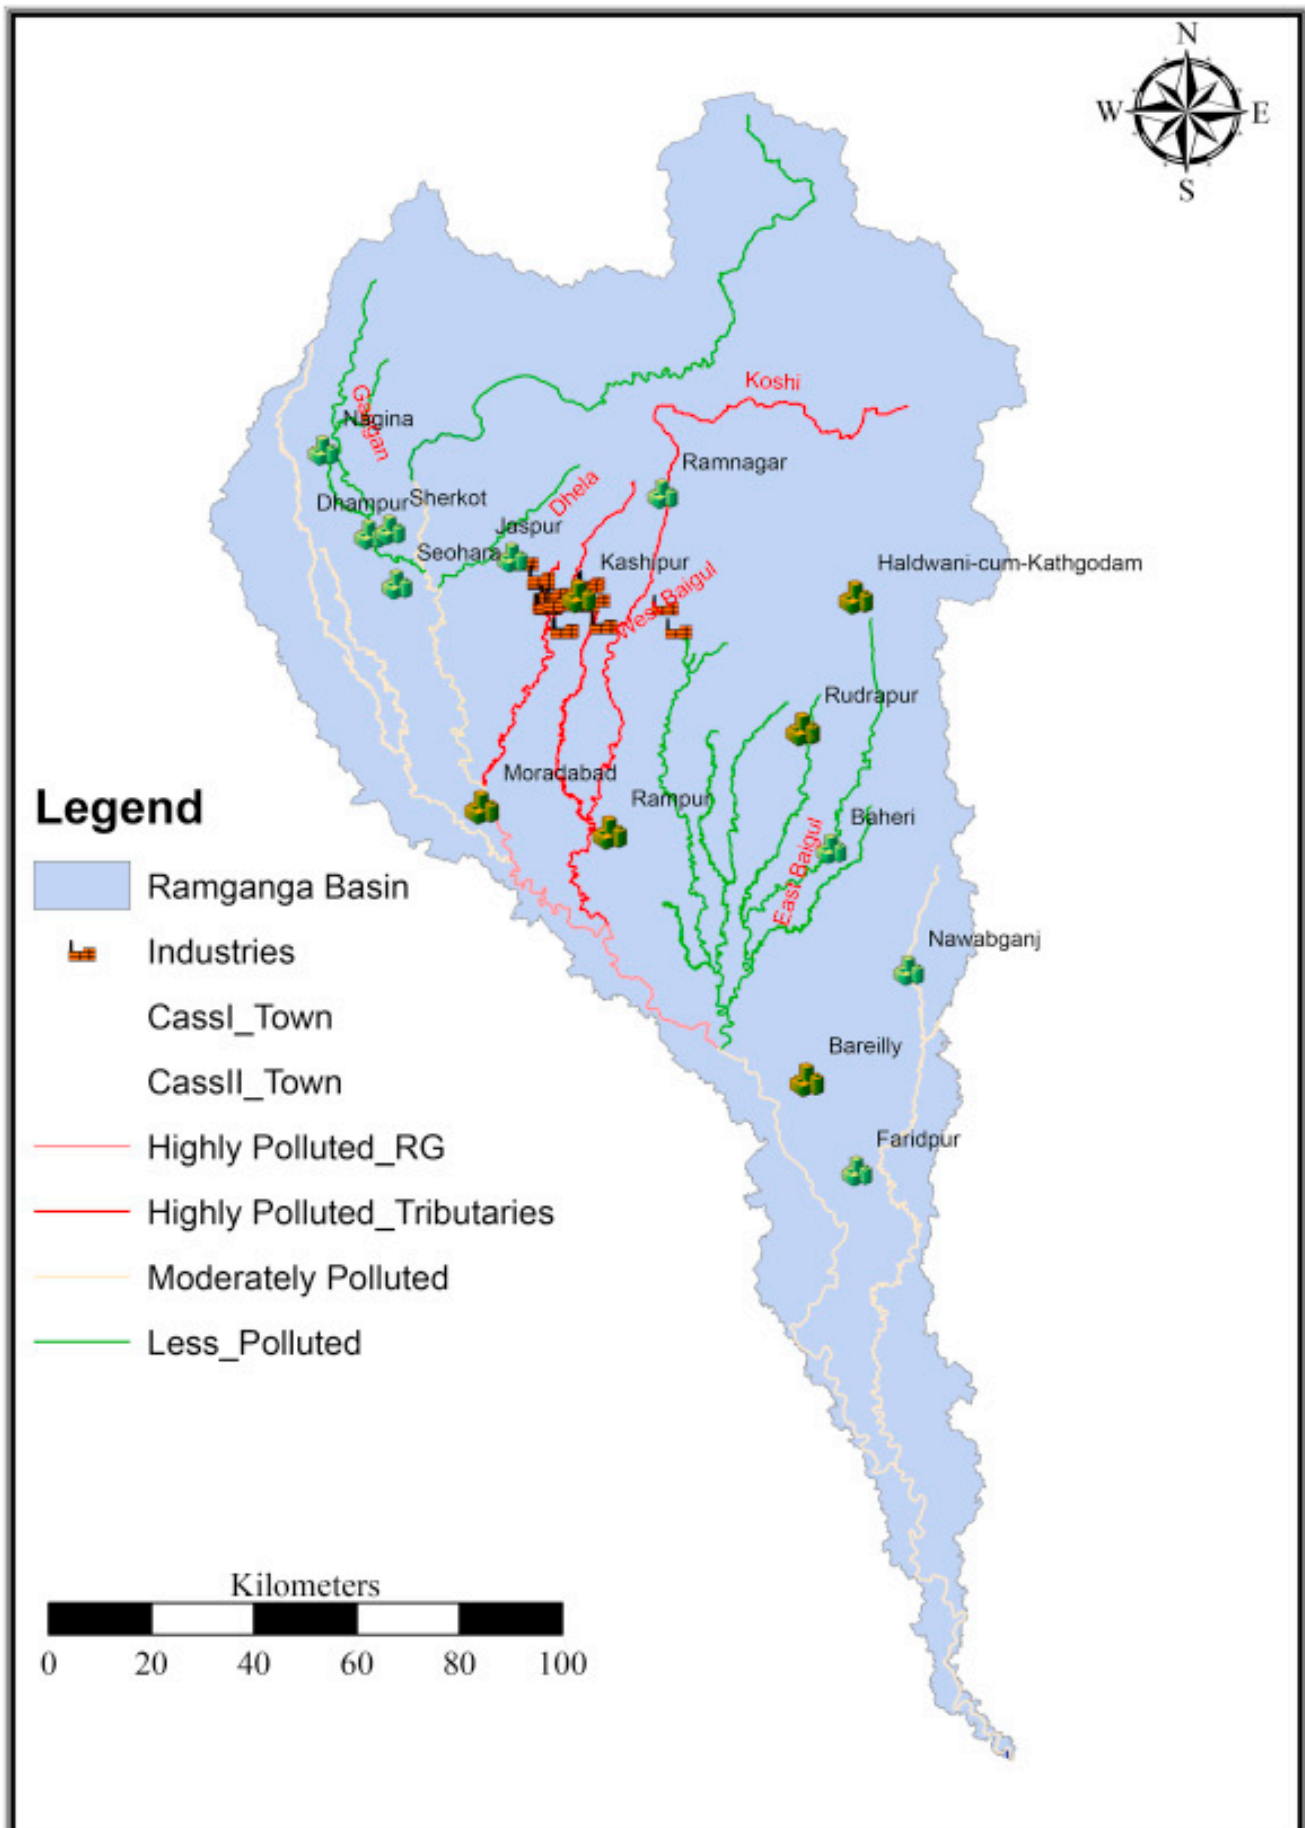 N
W E
S
Koshi
Gangan
Nagina
Ramnagar
Dhela
Dhampur
Sherkot
Jaspur
Seohara
Kashipur
Haldwani-cum-Kathgodam
West Baigul
Rudrapur
Moradabad
Rampur
Baheri
East Baigul
Nawabganj
Bareilly
Faridpur
Legend
Ramganga Basin
Industries
CassI_Town
CassII_Town
Highly Polluted_RG
Highly Polluted_Tributaries
Moderately Polluted
Less_Polluted
Kilometers
0 20 40 60 80 100